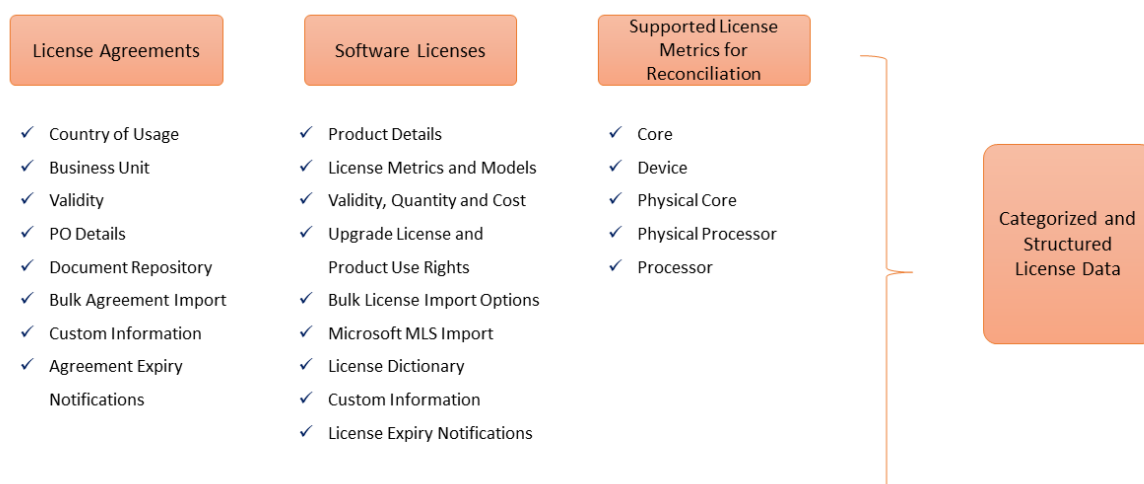 License Agreements
Country of Usage
Business Unit
Validity
PO Details
Document Repository
Bulk Agreement Import
Custom Information
Agreement Expiry
Notifications
Software Licenses
Product Details
License Metrics and Models
Validity, Quantity and Cost
Upgrade License and
Product Use Rights
Bulk License Import Options
Microsoft MLS Import
License Dictionary
Custom Information
License Expiry Notifications
Supported License
Metrics for
Reconciliation
Core
Device
Physical Core
Physical Processor
Processor
Categorized and
Structured
License Data